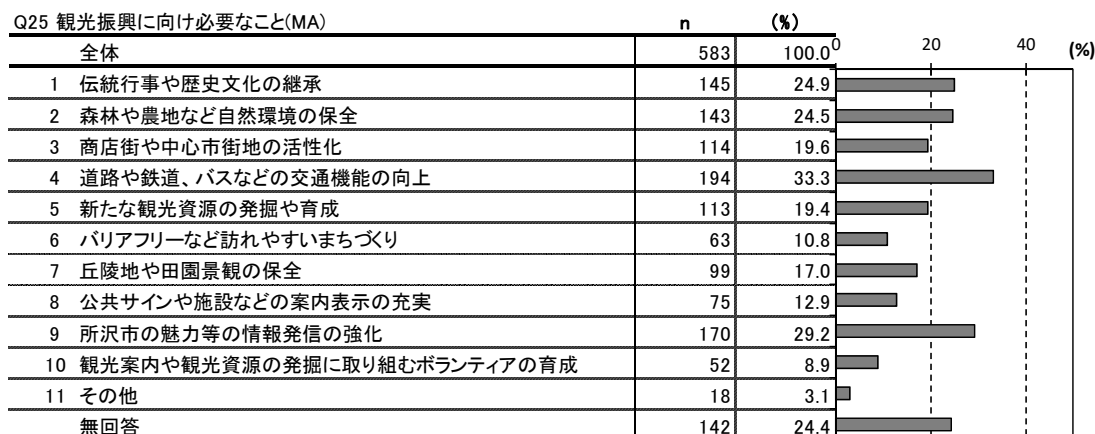 Q25 観光振興に向け必要なこと(MA) n (%)
全体 583 100.0 0 20 40 (%)
1 伝統行事や歴史文化の継承 145 24.9
2 森林や農地など自然環境の保全 143 24.5
3 商店街や中心市街地の活性化 114 19.6
4 道路や鉄道、バスなどの交通機能の向上 194 33.3
5 新たな観光資源の発掘や育成 113 19.4
6 バリアフリーなど訪れやすいまちづくり 63 10.8
7 丘陵地や田園景観の保全 99 17.0
8 公共サインや施設などの案内表示の充実 75 12.9
9 所沢市の魅力等の情報発信の強化 170 29.2
10 観光案内や観光資源の発掘に取り組むボランティアの育成 52 8.9
11 その他 18 3.1
無回答 142 24.4